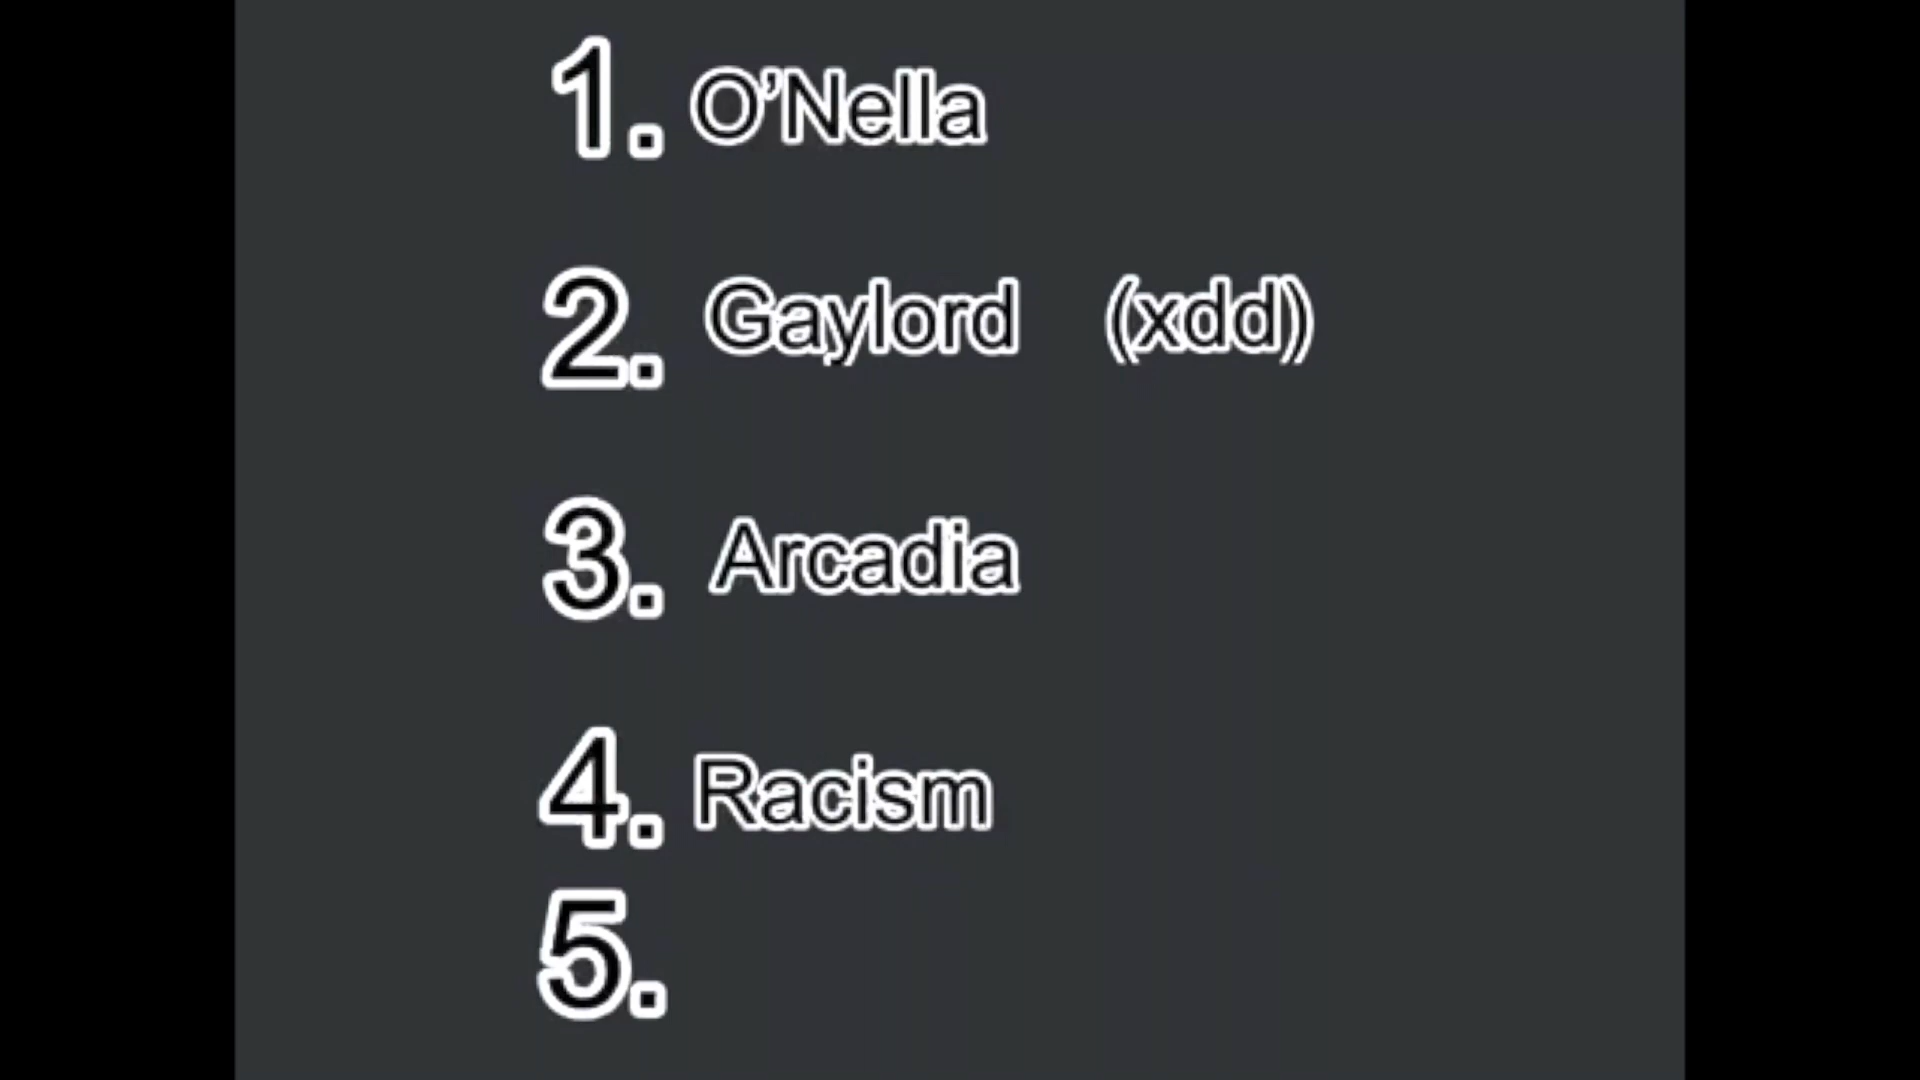 1. O'Nella
2. Gaylord (xdd)
3. Arcadia
4. Racism
5.